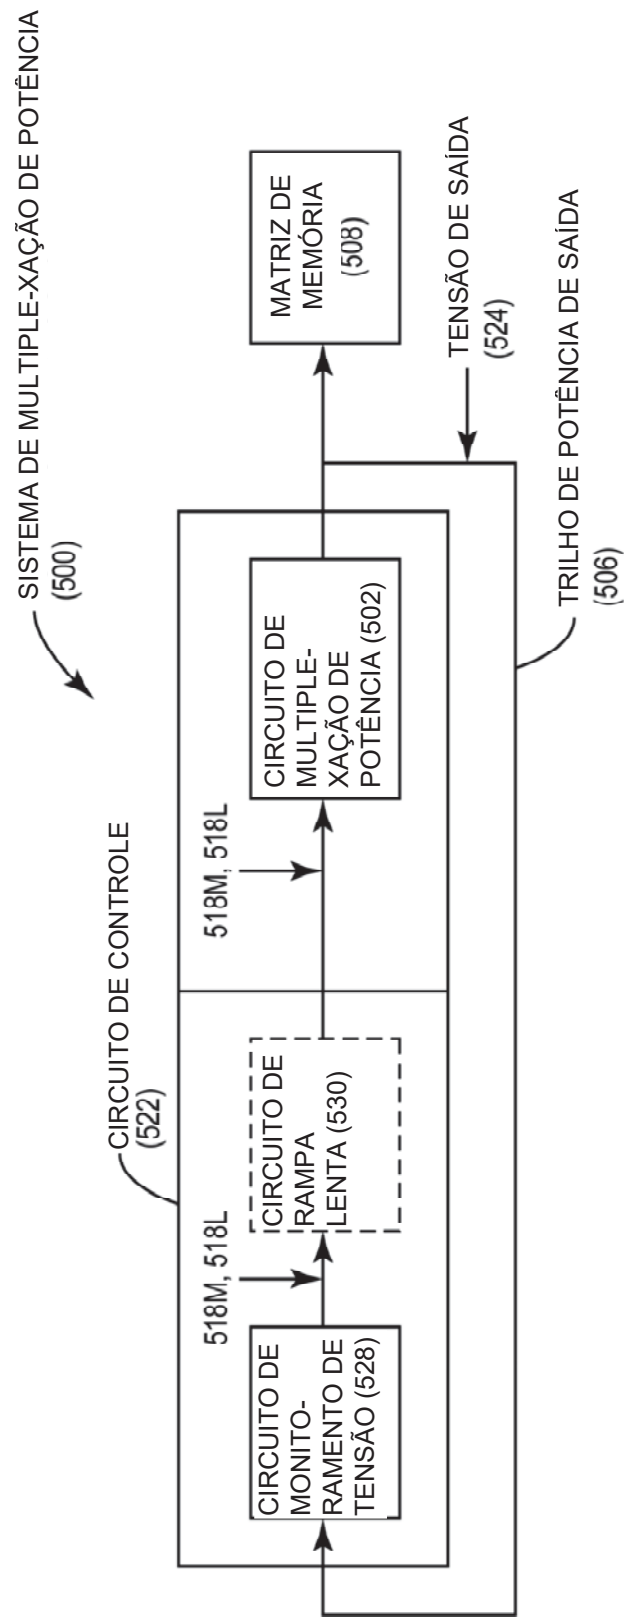 SISTEMA DE MULTIPLE-XAÇÃO DE POTÊNCIA
(500)
CIRCUITO DE CONTROLE
(522)
518M, 518L
518M, 518L
CIRCUITO DE
MONITO-
RAMENTO DE
TENSÃO (528)
CIRCUITO DE
RAMPA
LENTA (530)
CIRCUITO DE
MULTIPLE-
XAÇÃO DE
POTÊNCIA (502)
MATRIZ DE
MEMÓRIA
(508)
TENSÃO DE SAÍDA
(524)
TRILHO DE POTÊNCIA DE SAÍDA
(506)